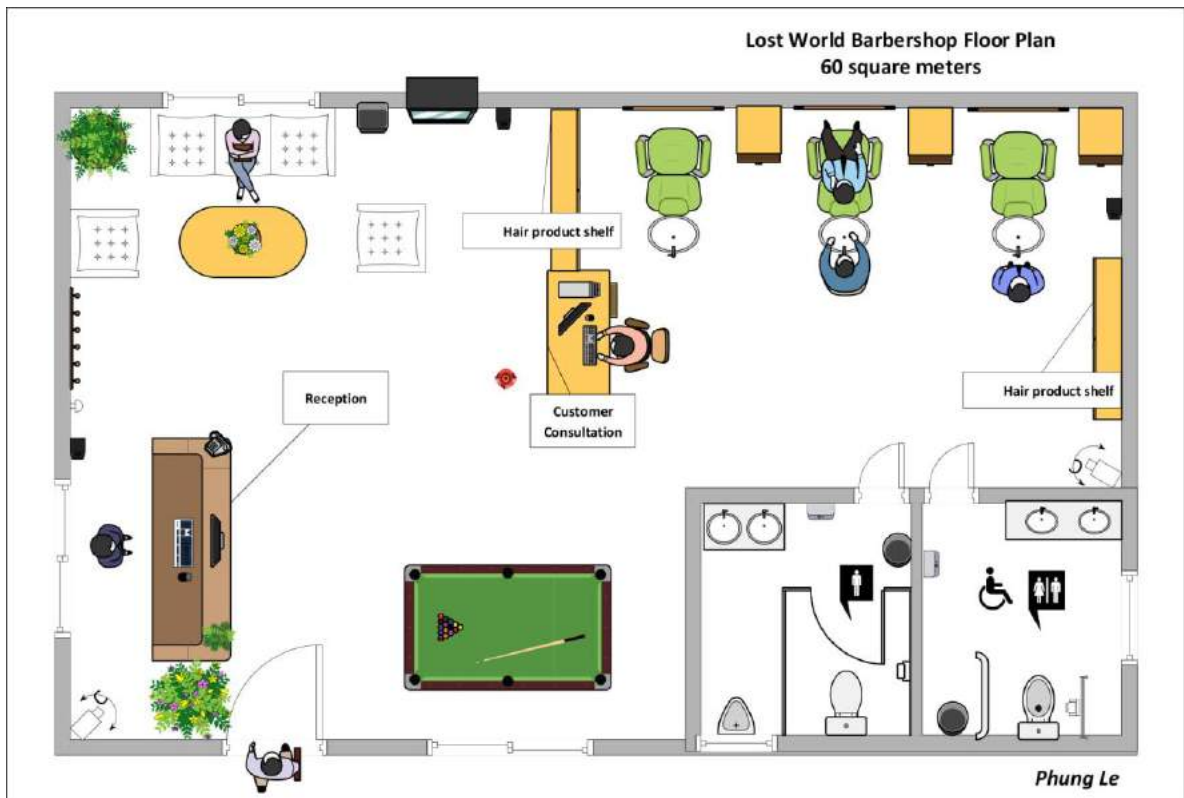 Lost World Barbershop Floor Plan
60 square meters
Hair product shelf
Reception
Hair product shelf
Customer
Consultation
Phung Le